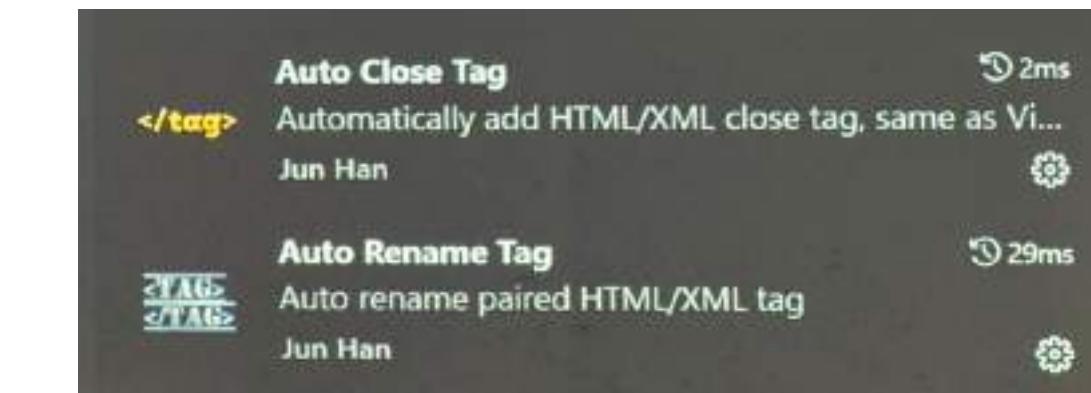 Auto Close Tag 2ms
</tag> Automatically add HTML/XML close tag, same as Vi...
Jun Han
Auto Rename Tag 29ms
<TAG>
</TAG> Auto rename paired HTML/XML tag
Jun Han